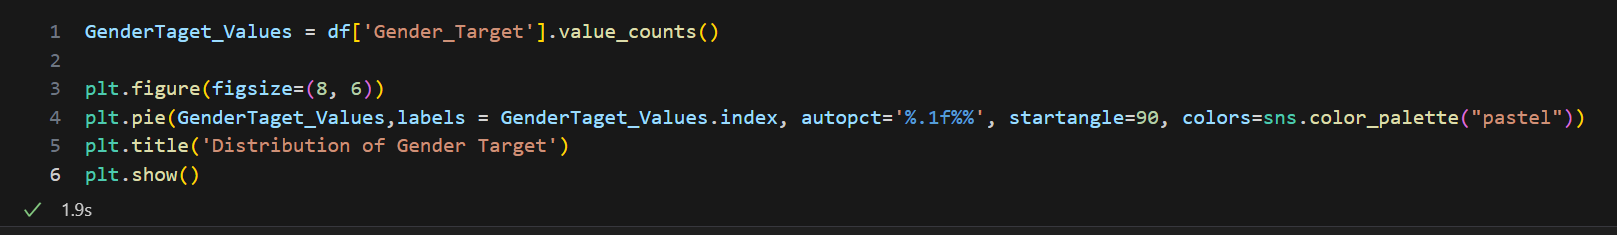 1 GenderTaget_Values = df['Gender_Target'].value_counts()
2
3 plt.figure(figsize=(8, 6))
4 plt.pie(GenderTaget_Values,labels = GenderTaget_Values.index, autopct='%.1f%%', startangle=90, colors=sns.color_palette("pastel"))
5 plt.title('Distribution of Gender Target')
6 plt.show()
1.9s